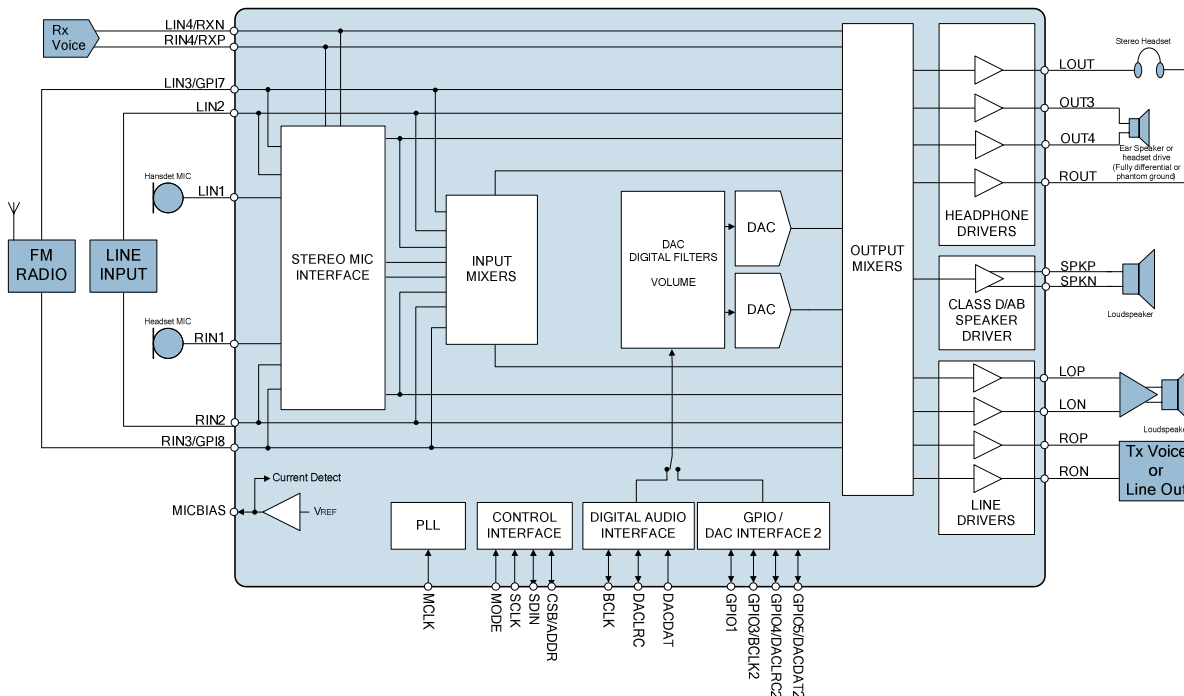 Rx
Voice
LIN4/RXN
RIN4/RXP
LIN3/GPI7
LIN2
Hansdet MIC
LIN1
FM
RADIO
LINE
INPUT
Headset MIC
RIN1
RIN2
RIN3/GPI8
STEREO MIC
INTERFACE
INPUT
MIXERS
DAC
DIGITAL FILTERS
VOLUME
DAC
DAC
OUTPUT
MIXERS
HEADPHONE
DRIVERS
CLASS D/AB
SPEAKER
DRIVER
LINE
DRIVERS
LOUT
Stereo Headset
OUT3
OUT4
Ear Speaker or
headset drive
(Fully differential or
phantom ground)
ROUT
SPKP
SPKN
Loudspeaker
LOP
LON
Loudspeake
ROP
RON
Tx Voice
or
Line Out
Current Detect
MICBIAS
VREF
PLL
CONTROL
INTERFACE
DIGITAL AUDIO
INTERFACE
GPIO /
DAC INTERFACE 2
MCLK
MODE
SCLK
SDIN
CSB/ADDR
BCLK
DACLRC
DACDAT
GPIO1
GPIO3/BCLK2
GPIO4/DACLRC2
GPIO5/DACDAT2